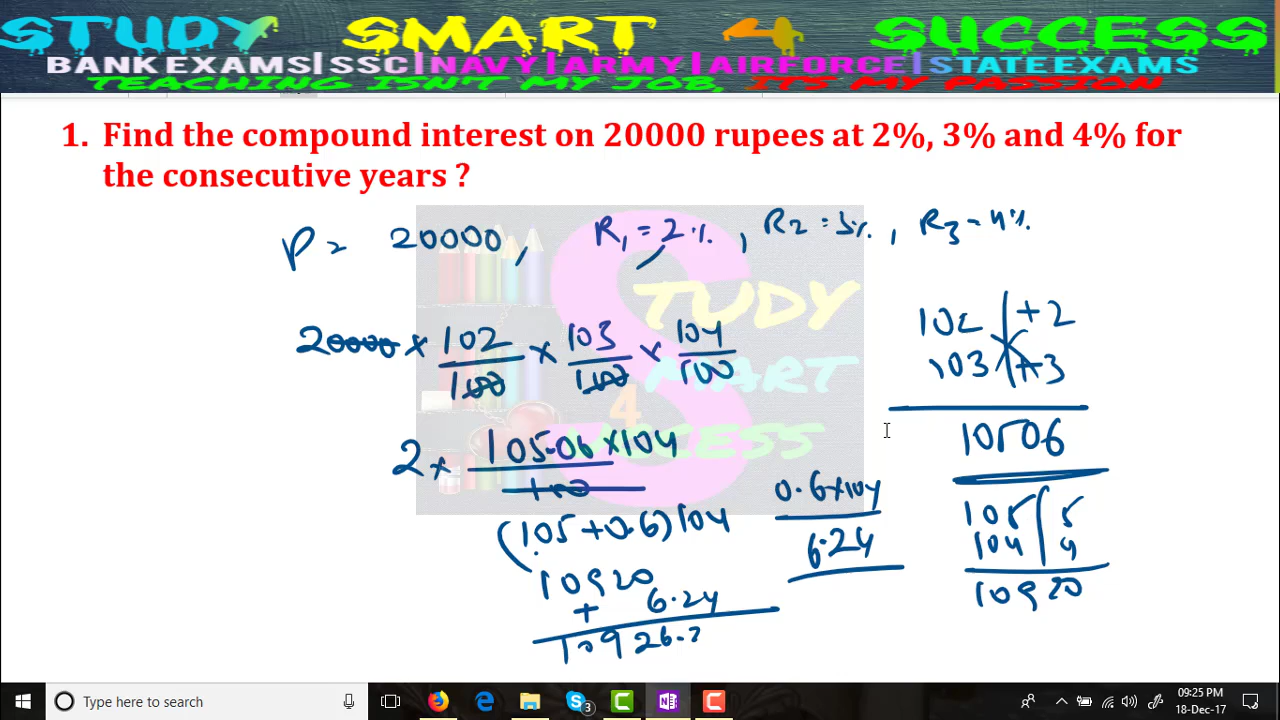 STUDY SMART 4 SUCCESS
BANK EXAMS|SSC|NAVY|ARMY|AIRFORCE|STATE EXAMS
TEACHING ISN'T MY JOB, IT'S MY PASSION
1. Find the compound interest on 20000 rupees at 2%, 3% and 4% for
the consecutive years ?
P = 20000, R1 = 2%, R2 = 3%, R3 = 4%
20000 × 102/100 × 103/100 × 104/100
102 | +2
103 | +3
10506
2 × 105.06×104/100
(105 + 0.6) 104
0.6×104
6.24
105 | 5
104 | 4
10920
10920
+ 6.24
10926.2
STUDY
SMART
4
SUCCESS
Type here to search
3
09:25 PM
18-Dec-17